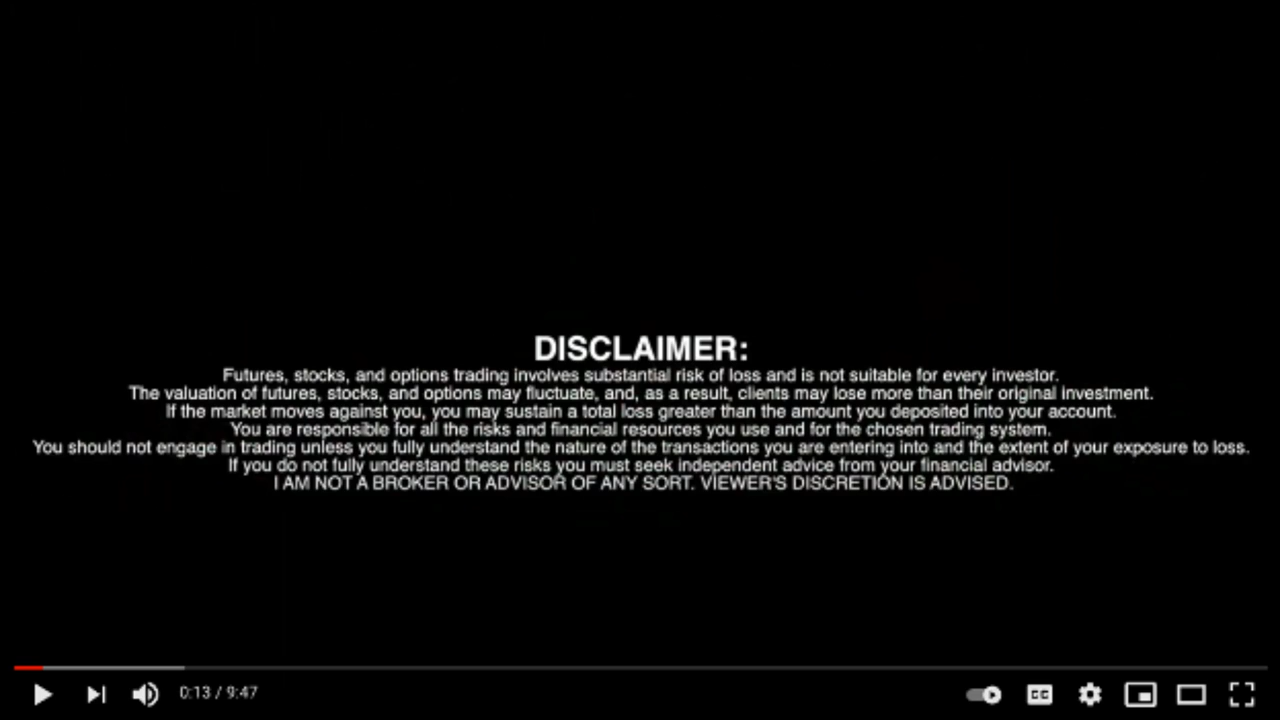 DISCLAIMER:
Futures, stocks, and options trading involves substantial risk of loss and is not suitable for every investor.
The valuation of futures, stocks, and options may fluctuate, and, as a result, clients may lose more than their original investment.
If the market moves against you, you may sustain a total loss greater than the amount you deposited into your account.
You are responsible for all the risks and financial resources you use and for the chosen trading system.
You should not engage in trading unless you fully understand the nature of the transactions you are entering into and the extent of your exposure to loss.
If you do not fully understand these risks you must seek independent advice from your financial advisor.
I AM NOT A BROKER OR ADVISOR OF ANY SORT. VIEWER'S DISCRETION IS ADVISED.
0:13 / 9:47 CC